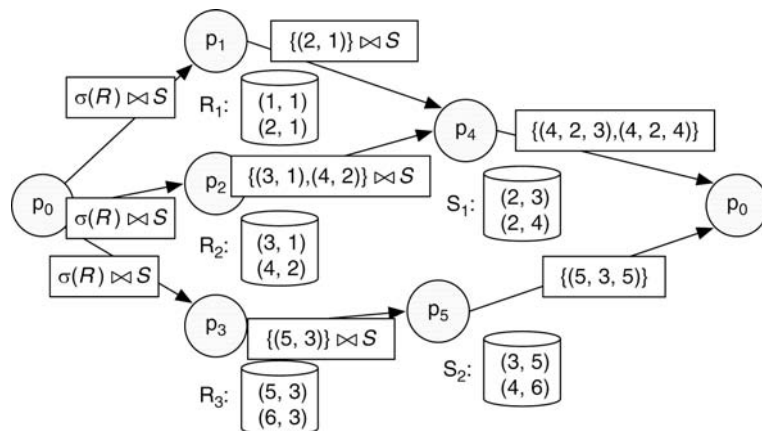 p1
{(2, 1)} ⋈ S
σ(R) ⋈ S
R1:
(1, 1)
(2, 1)
p4
{(4, 2, 3),(4, 2, 4)}
p2
{(3, 1),(4, 2)} ⋈ S
p0
σ(R) ⋈ S
S1:
(2, 3)
(2, 4)
p0
R2:
(3, 1)
(4, 2)
σ(R) ⋈ S
{(5, 3, 5)}
p3
{(5, 3)} ⋈ S
p5
R3:
(5, 3)
(6, 3)
S2:
(3, 5)
(4, 6)